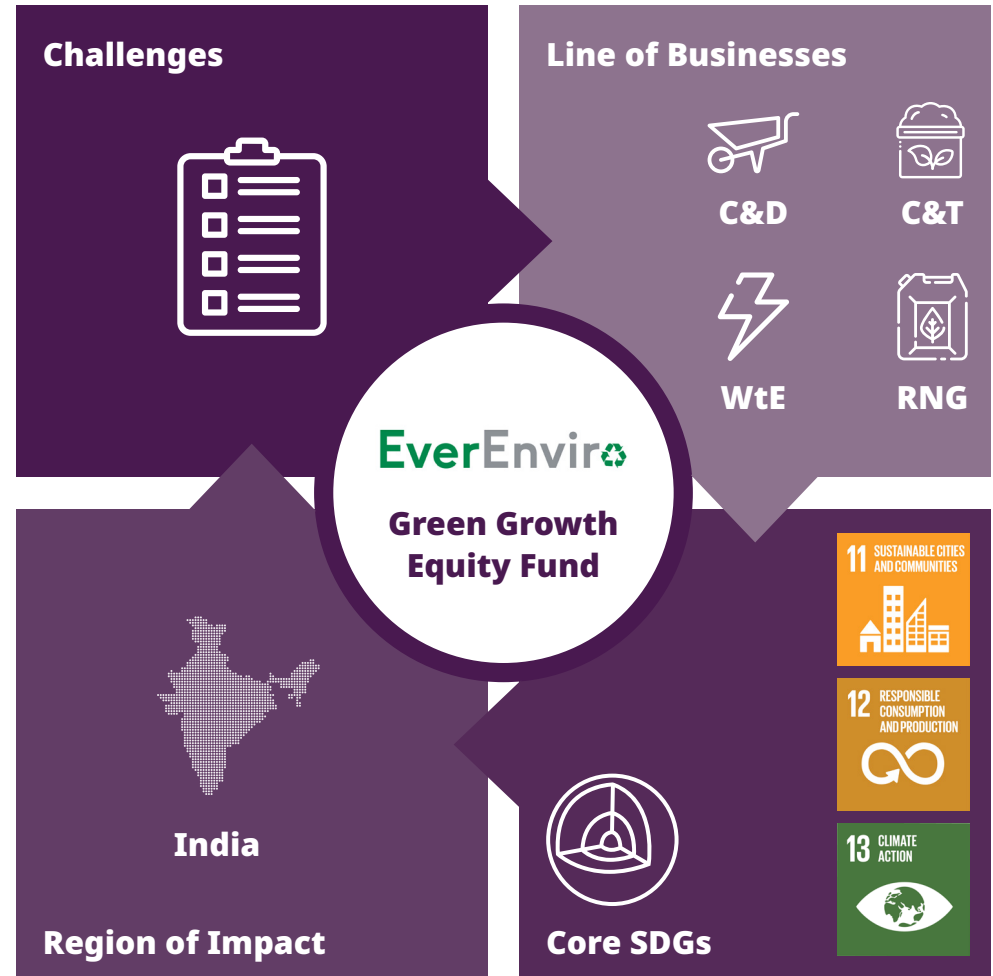 Challenges
Line of Businesses
C&D
C&T
WtE
RNG
EverEnviro
Green Growth
Equity Fund
India
Region of Impact
Core SDGs
11 SUSTAINABLE CITIES
AND COMMUNITIES
12 RESPONSIBLE
CONSUMPTION
AND PRODUCTION
13 CLIMATE
ACTION